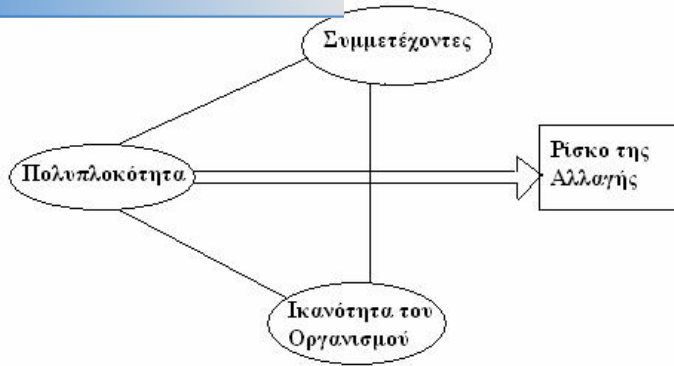 Συμμετέχοντες
Πολυπλοκότητα
Ρίσκο της
Αλλαγής
Ικανότητα του
Οργανισμού